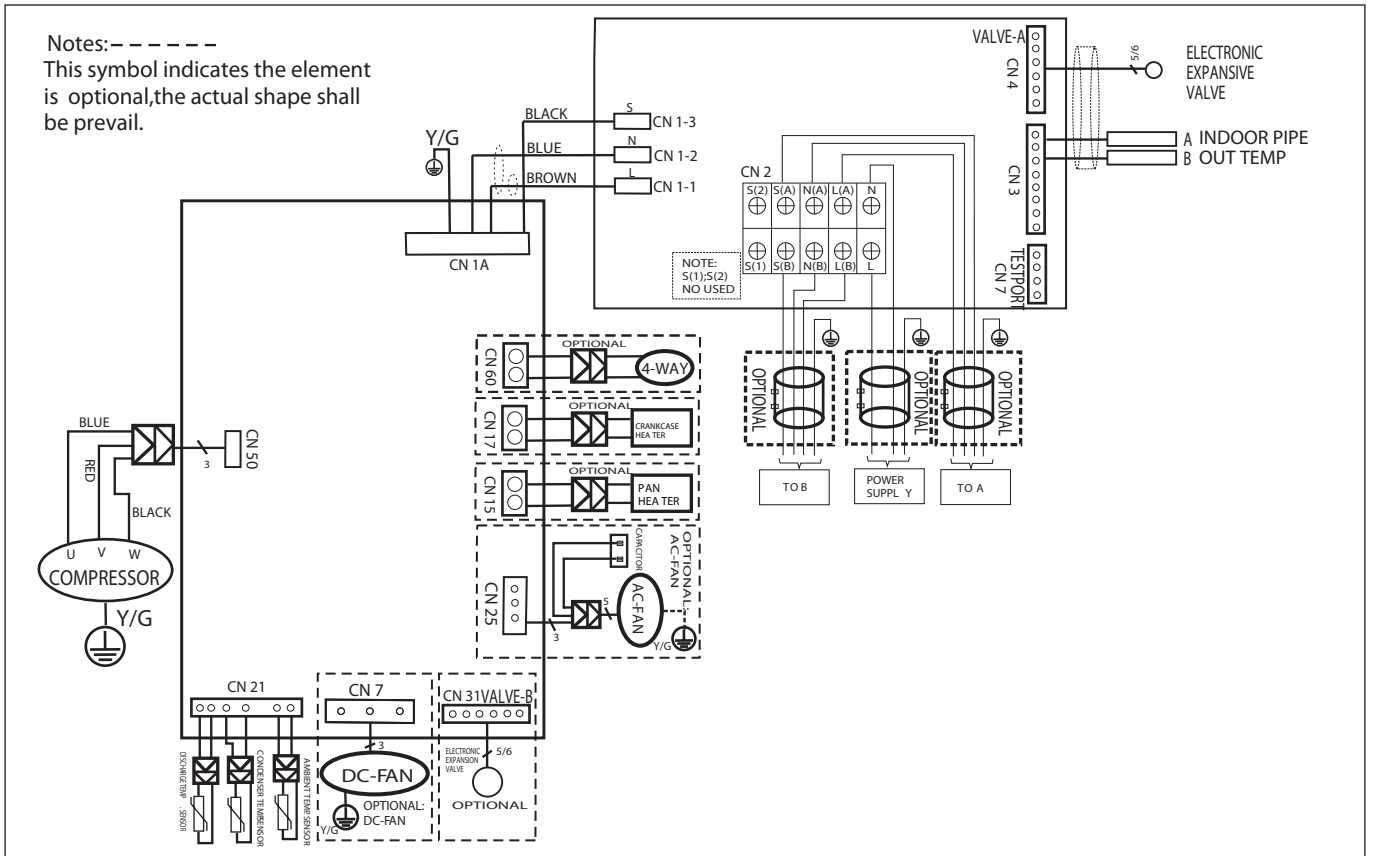 Notes:– – – – – –
This symbol indicates the element
is optional,the actual shape shall
be prevail.
Y/G
BLACK
BLUE
BROWN
S
N
L
CN 1-3
CN 1-2
CN 1-1
CN 1A
VALVE-A
CN 4
5/6
ELECTRONIC
EXPANSIVE
VALVE
A INDOOR PIPE
B OUT TEMP
CN 3
TESTPORT
CN 7
CN 2
S(2)
S(A)
N(A)
L(A)
N
S(1)
S(B)
N(B)
L(B)
L
NOTE:
S(1);S(2)
NO USED
OPTIONAL
OPTIONAL
OPTIONAL
TO B
POWER
SUPPL Y
TO A
CN 60
OPTIONAL
4-WAY
CN 17
OPTIONAL
CRANKCASE
HEA TER
CN 15
OPTIONAL
PAN
HEA TER
CN 25
3
5
CAPACITOR
AC-FAN
OPTIONAL:
AC-FAN
Y/G
BLUE
RED
BLACK
3
CN 50
U
V
W
COMPRESSOR
Y/G
CN 21
DISCHARGE TEMP . SENSOR
CONDENSER TEMP.SENSOR
AMBIENT TEMP SENSOR
CN 7
3
DC-FAN
Y/G
OPTIONAL:
DC-FAN
CN 31
VALVE-B
ELECTRONIC
EXPANSION
VALVE
5/6
OPTIONAL